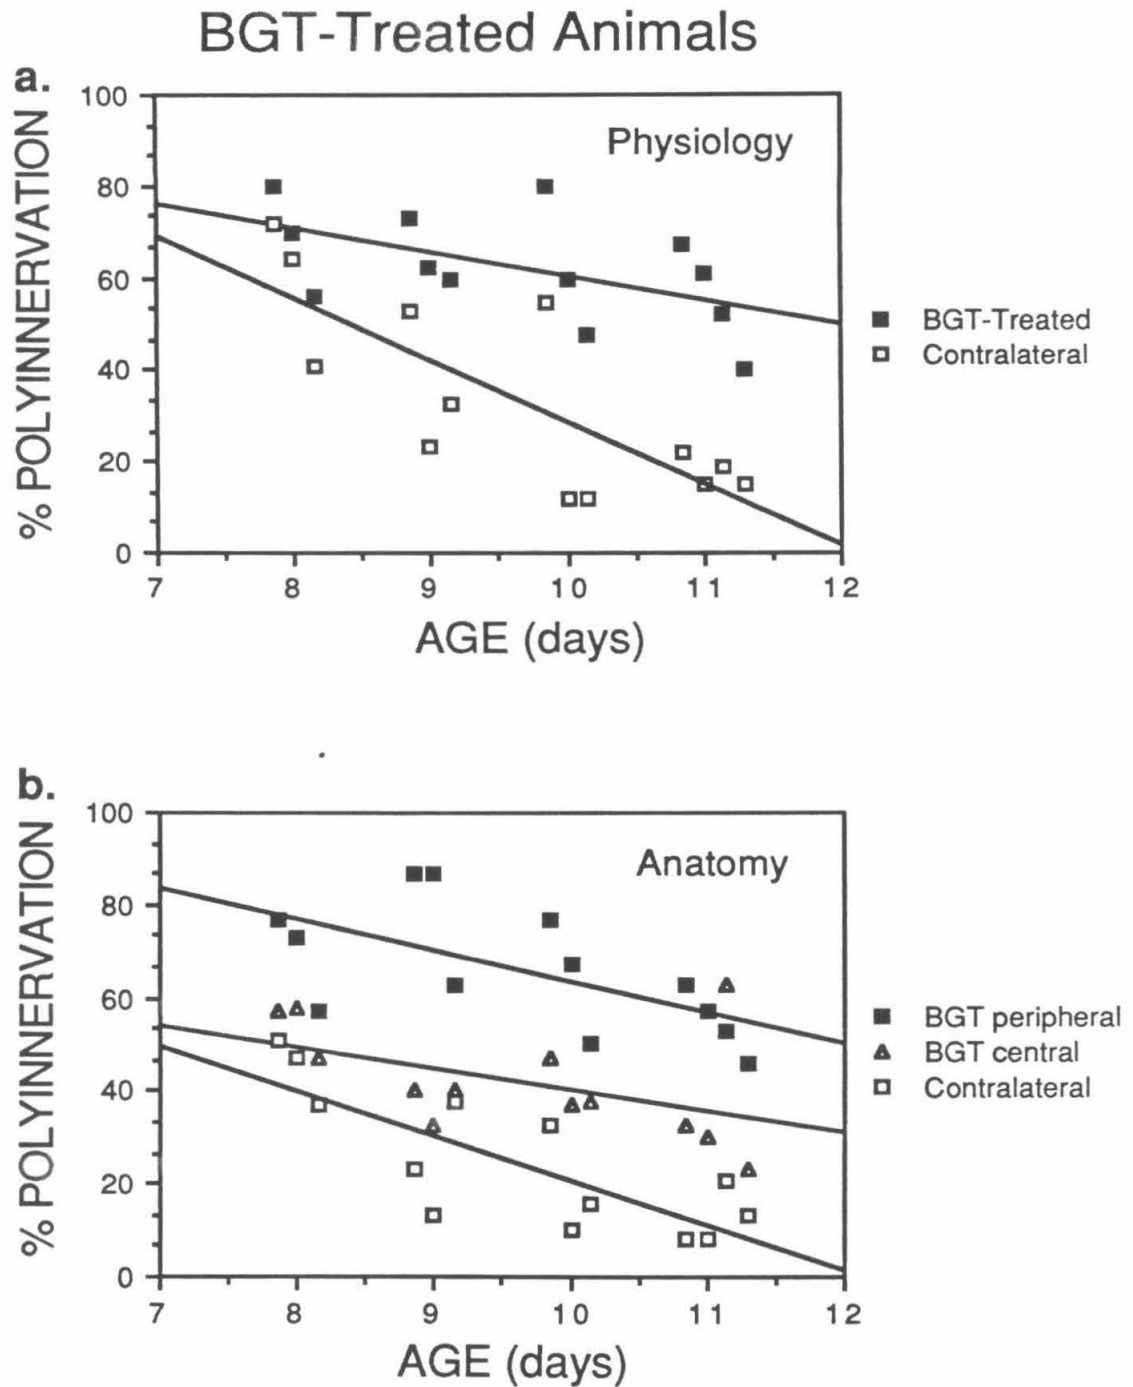 BGT-Treated Animals
a.
% POLYINNERVATION
100
80
60
40
20
0
Physiology
7 8 9 10 11 12
AGE (days)
BGT-Treated
Contralateral
b.
% POLYINNERVATION
100
80
60
40
20
0
Anatomy
7 8 9 10 11 12
AGE (days)
BGT peripheral
BGT central
Contralateral